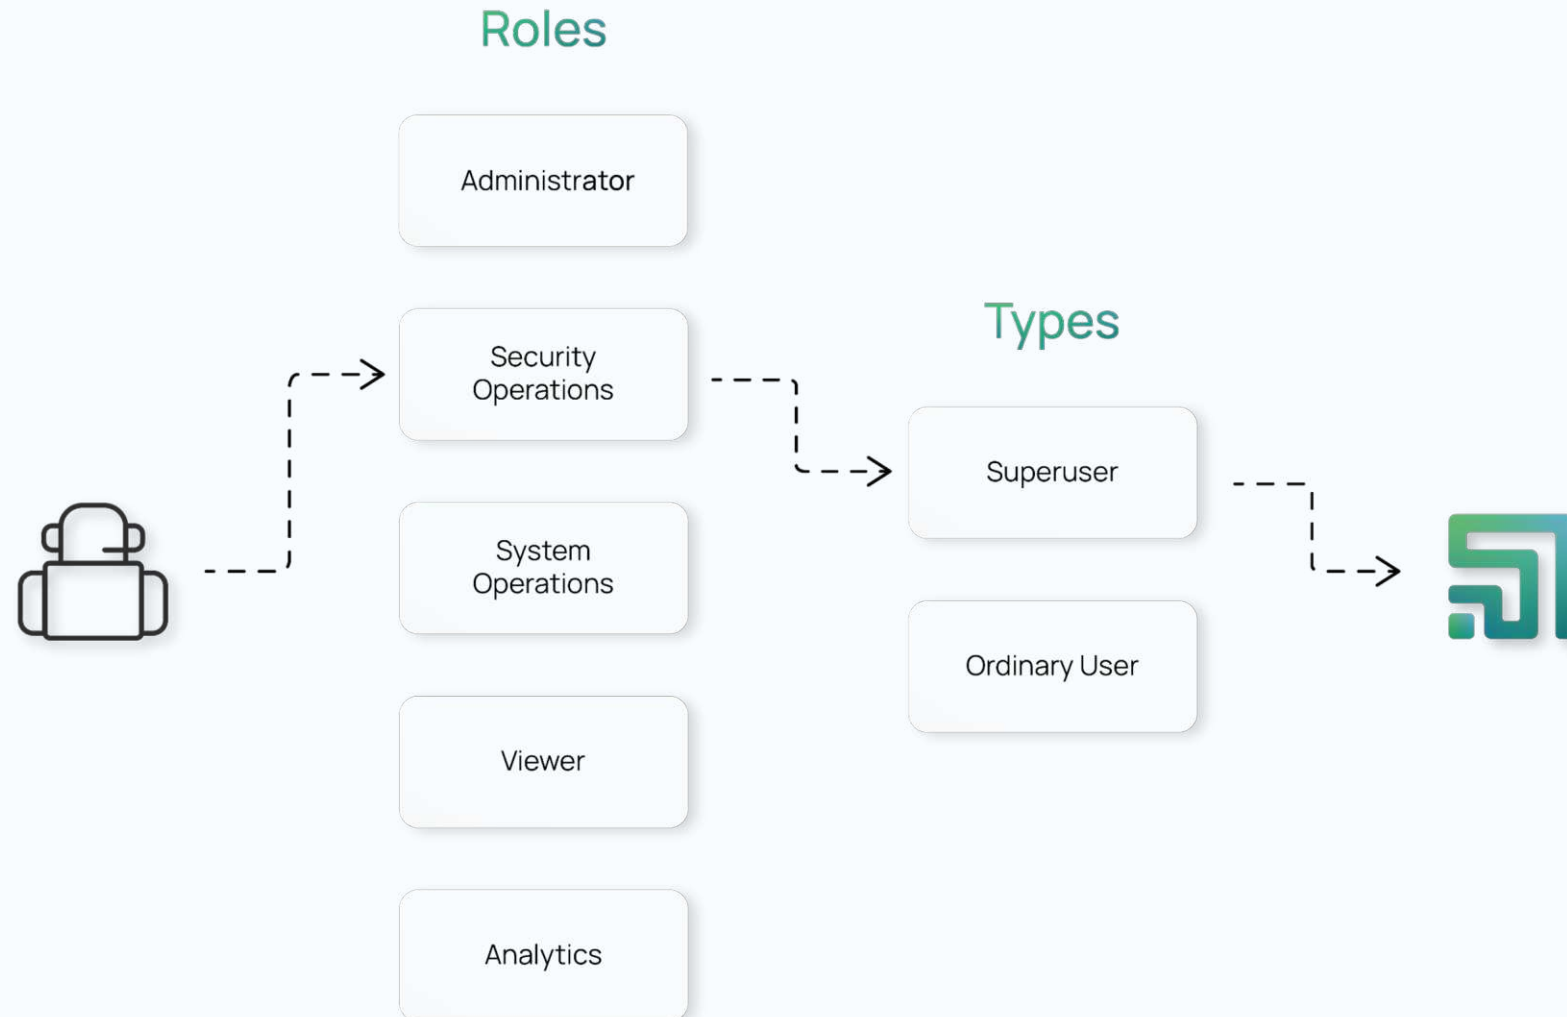 Roles
Administrator
Security
Operations
System
Operations
Viewer
Analytics
Types
Superuser
Ordinary User